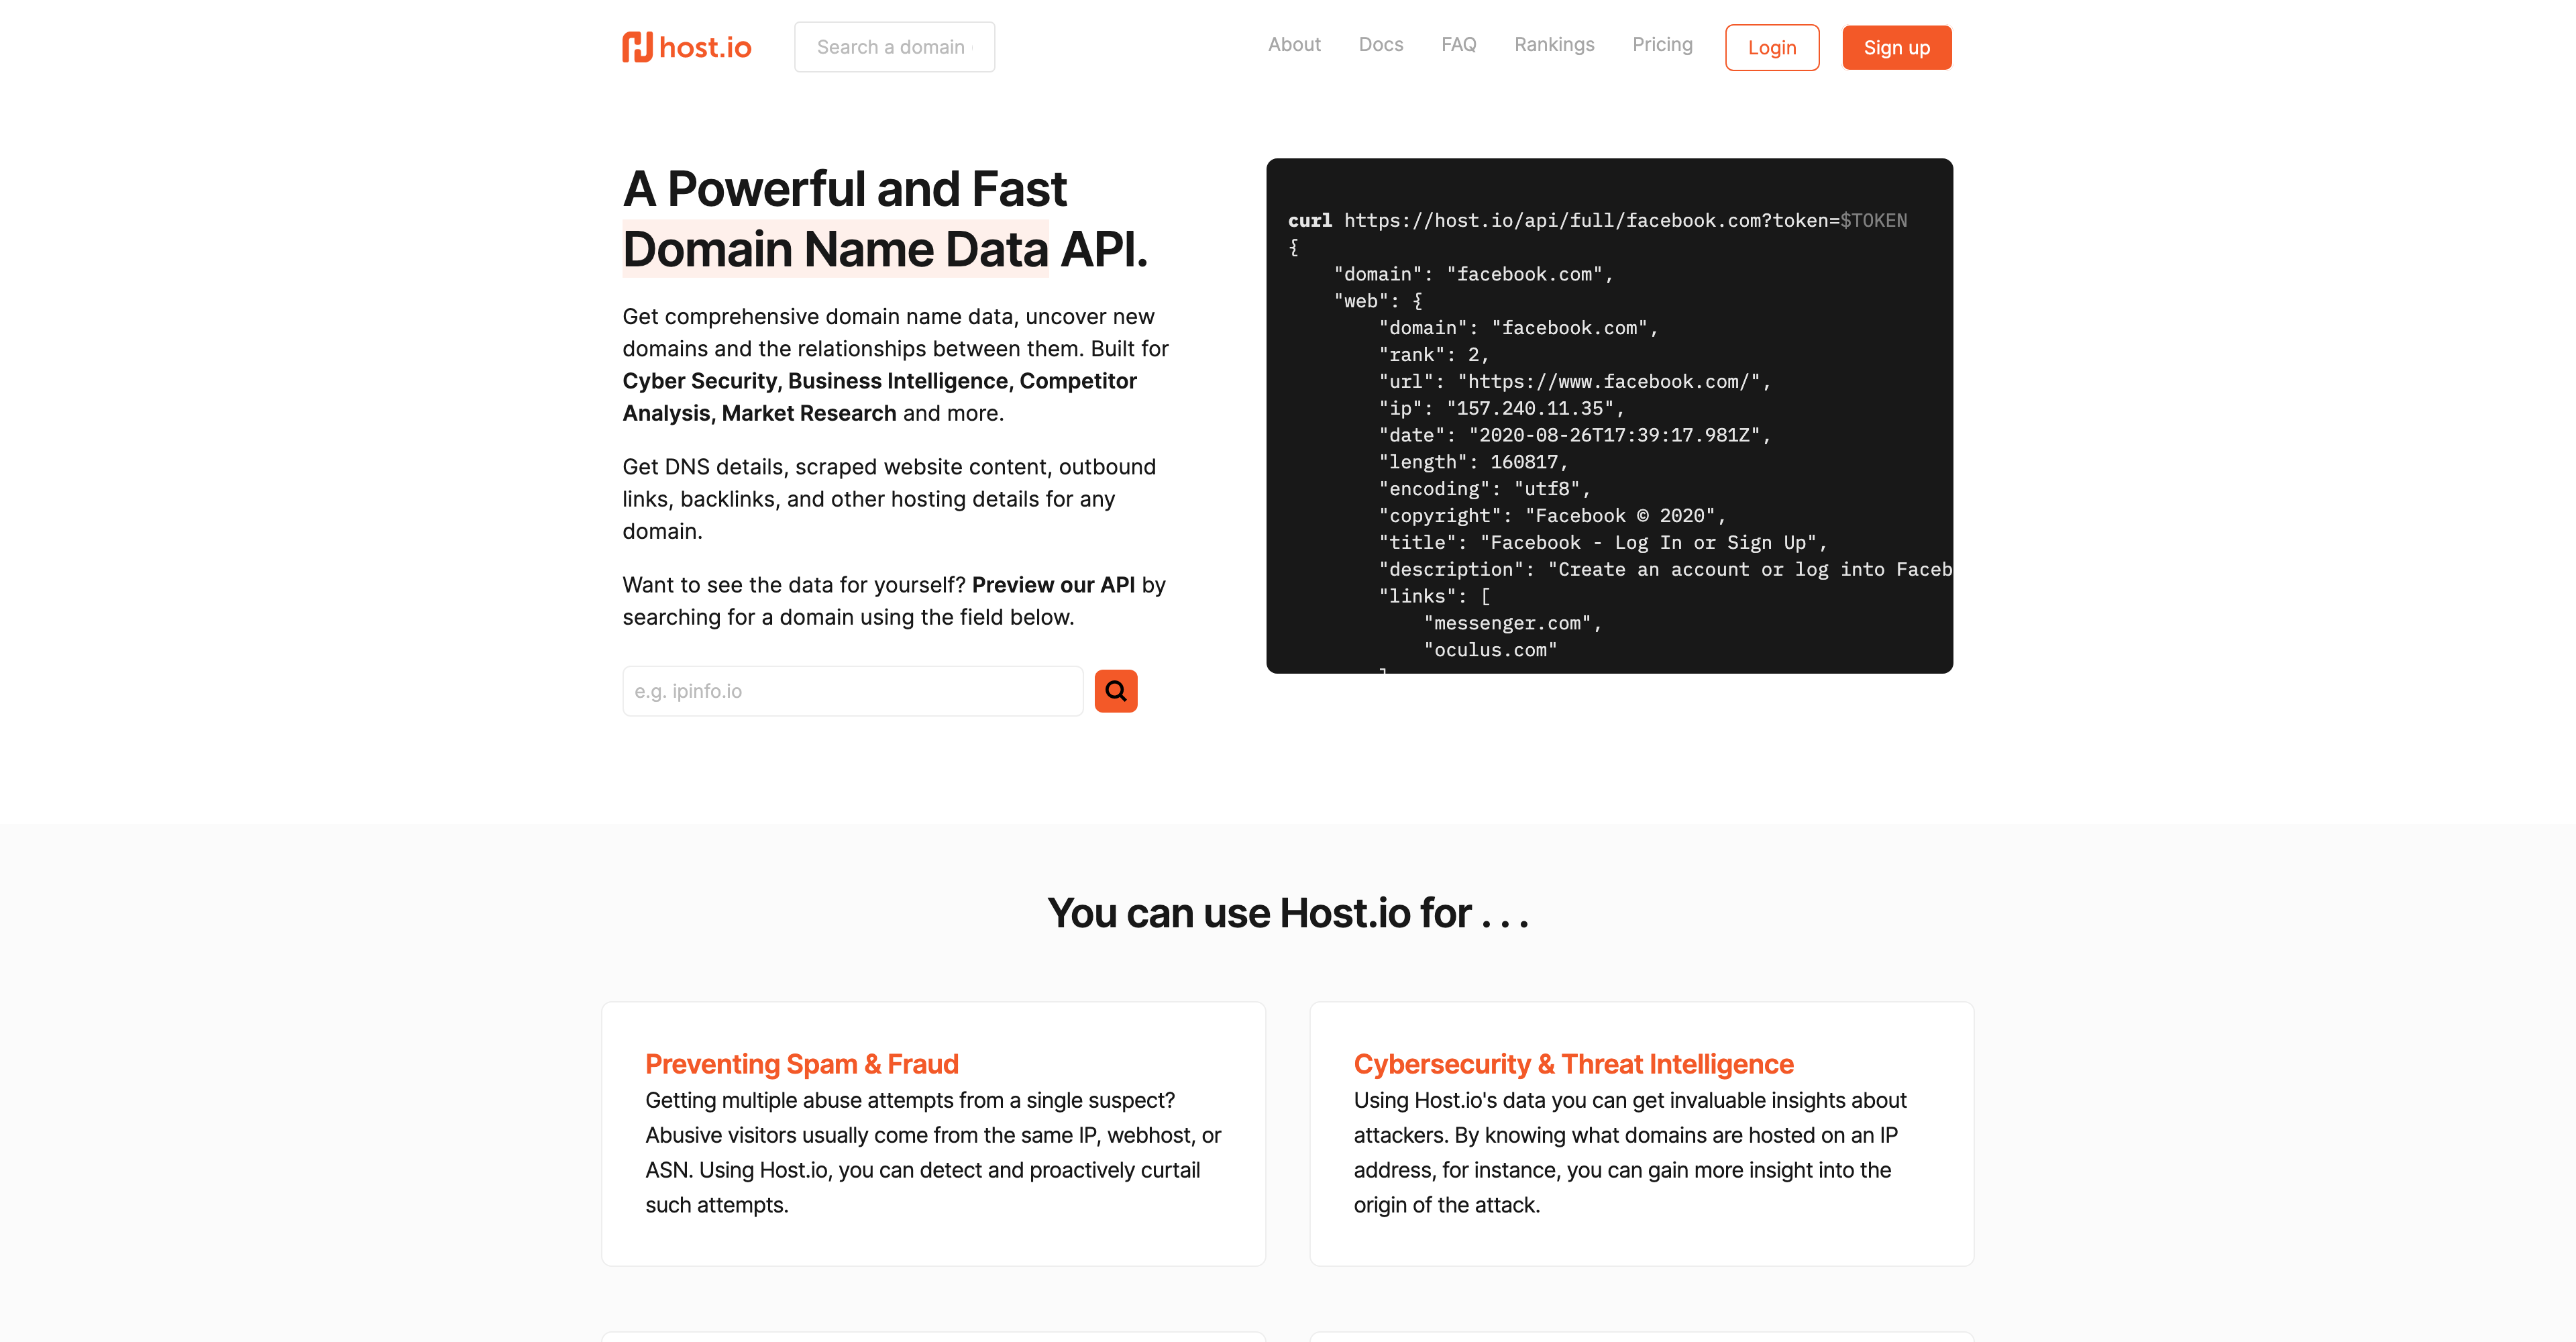 host.io
Search a domain
About
Docs
FAQ
Rankings
Pricing
Login
Sign up
A Powerful and Fast
Domain Name Data API.
Get comprehensive domain name data, uncover new
domains and the relationships between them. Built for
Cyber Security, Business Intelligence, Competitor
Analysis, Market Research and more.
Get DNS details, scraped website content, outbound
links, backlinks, and other hosting details for any
domain.
Want to see the data for yourself? Preview our API by
searching for a domain using the field below.
e.g. ipinfo.io
curl https://host.io/api/full/facebook.com?token=$TOKEN
{
"domain": "facebook.com",
"web": {
"domain": "facebook.com",
"rank": 2,
"url": "https://www.facebook.com/",
"ip": "157.240.11.35",
"date": "2020-08-26T17:39:17.981Z",
"length": 160817,
"encoding": "utf8",
"copyright": "Facebook © 2020",
"title": "Facebook - Log In or Sign Up",
"description": "Create an account or log into Faceb
"links": [
"messenger.com",
"oculus.com"
]
You can use Host.io for . . .
Preventing Spam & Fraud
Getting multiple abuse attempts from a single suspect?
Abusive visitors usually come from the same IP, webhost, or
ASN. Using Host.io, you can detect and proactively curtail
such attempts.
Cybersecurity & Threat Intelligence
Using Host.io's data you can get invaluable insights about
attackers. By knowing what domains are hosted on an IP
address, for instance, you can gain more insight into the
origin of the attack.